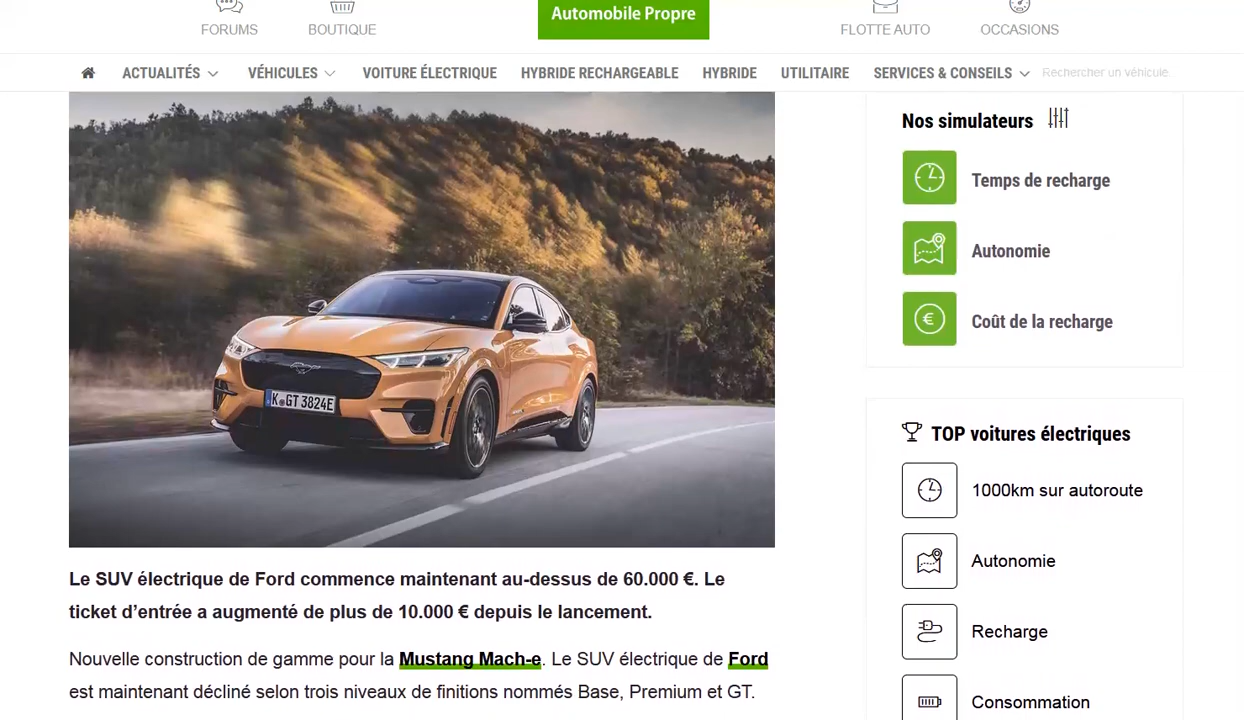 FORUMS
BOUTIQUE
Automobile Propre
FLOTTE AUTO
OCCASIONS
ACTUALITÉS VÉHICULES VOITURE ÉLECTRIQUE HYBRIDE RECHARGEABLE HYBRIDE UTILITAIRE SERVICES & CONSEILS Rechercher un véhicule...
K GT 3824E
Le SUV électrique de Ford commence maintenant au-dessus de 60.000 €. Le
ticket d’entrée a augmenté de plus de 10.000 € depuis le lancement.
Nouvelle construction de gamme pour la Mustang Mach-e. Le SUV électrique de Ford
est maintenant décliné selon trois niveaux de finitions nommés Base, Premium et GT.
Nos simulateurs
Temps de recharge
Autonomie
Coût de la recharge
TOP voitures électriques
1000km sur autoroute
Autonomie
Recharge
Consommation